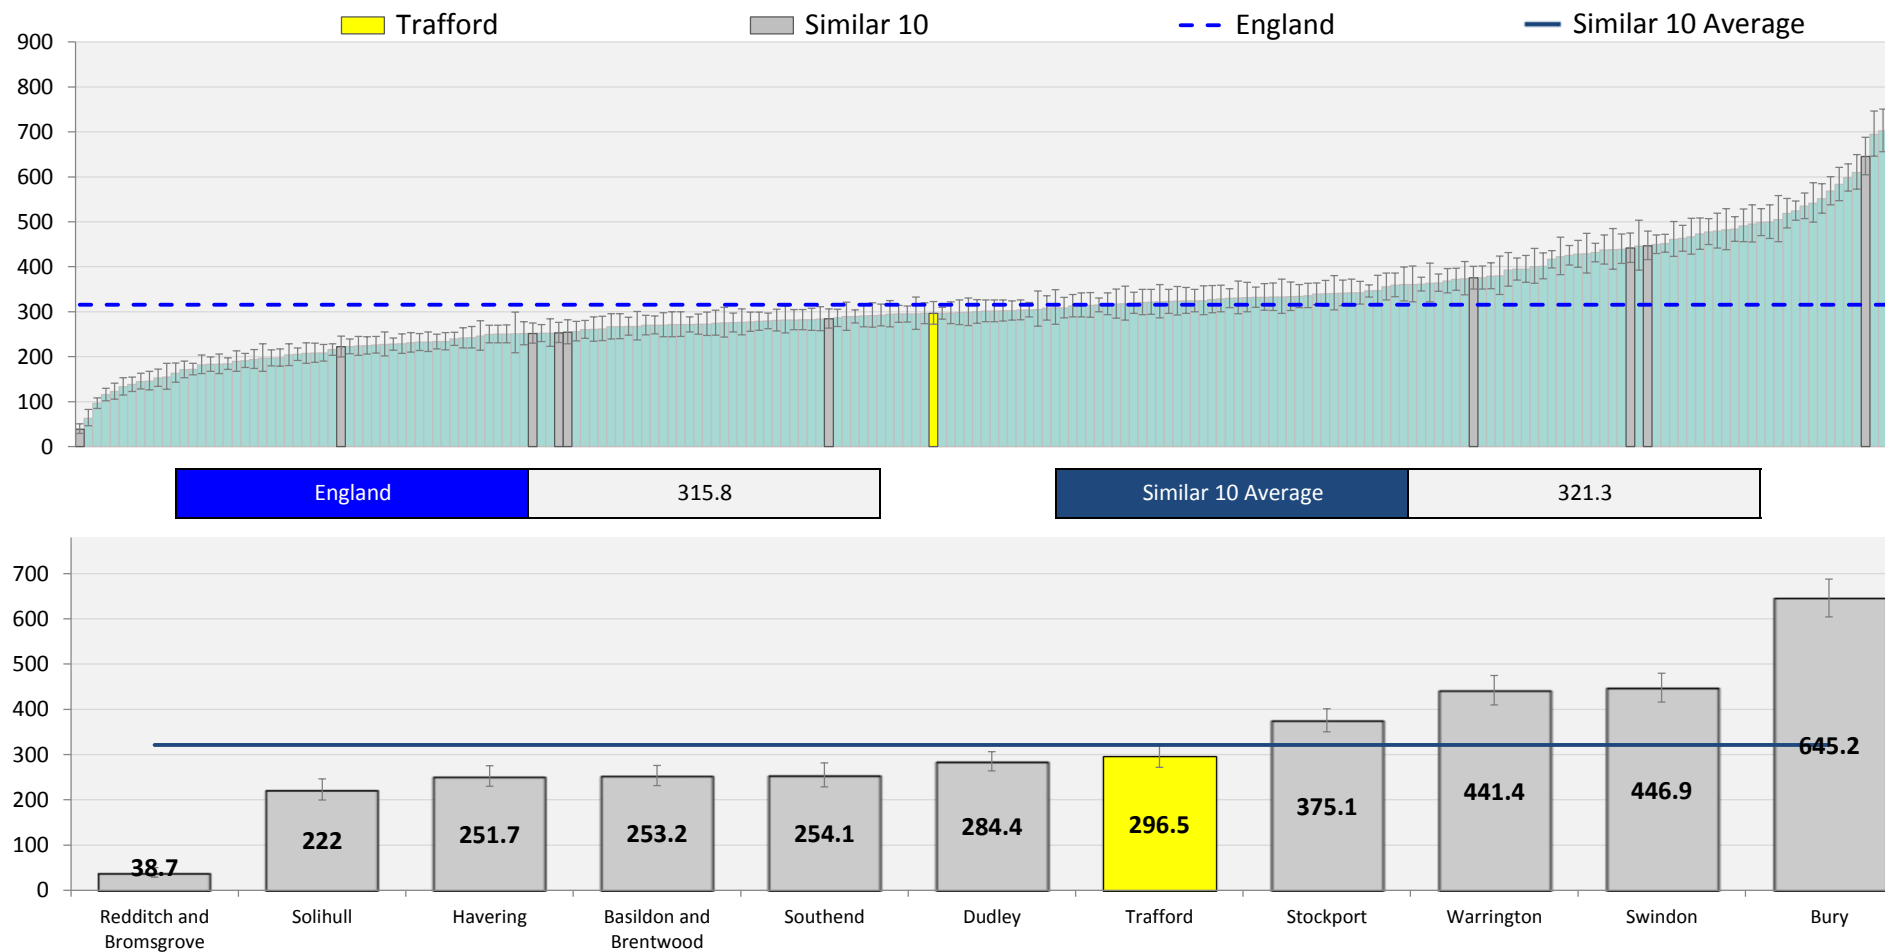 Trafford
Similar 10
England
Similar 10 Average
900
800
700
600
500
400
300
200
100
0
England
315.8
Similar 10 Average
321.3
700
600
500
400
300
200
100
0
38.7
222
251.7
253.2
254.1
284.4
296.5
375.1
441.4
446.9
645.2
Redditch and
Bromsgrove
Solihull
Havering
Basildon and
Brentwood
Southend
Dudley
Trafford
Stockport
Warrington
Swindon
Bury